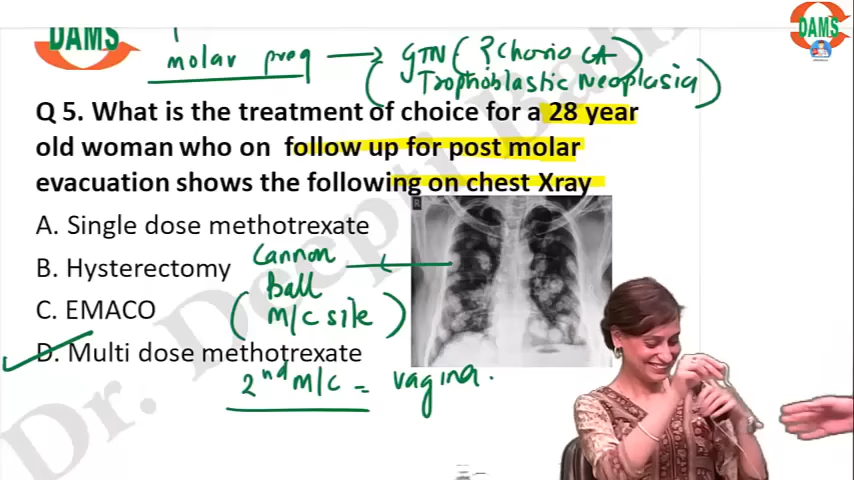 DAMS
DAMS
molar preg → GTN (? Chorio CA)
(Trophoblastic Neoplasia)
Q 5. What is the treatment of choice for a 28 year
old woman who on follow up for post molar
evacuation shows the following on chest Xray
R
A. Single dose methotrexate
B. Hysterectomy
Cannon
Ball
(M/C site)
C. EMACO
D. Multi dose methotrexate
2nd M/C = vagina.
Dr. Deepti Bah